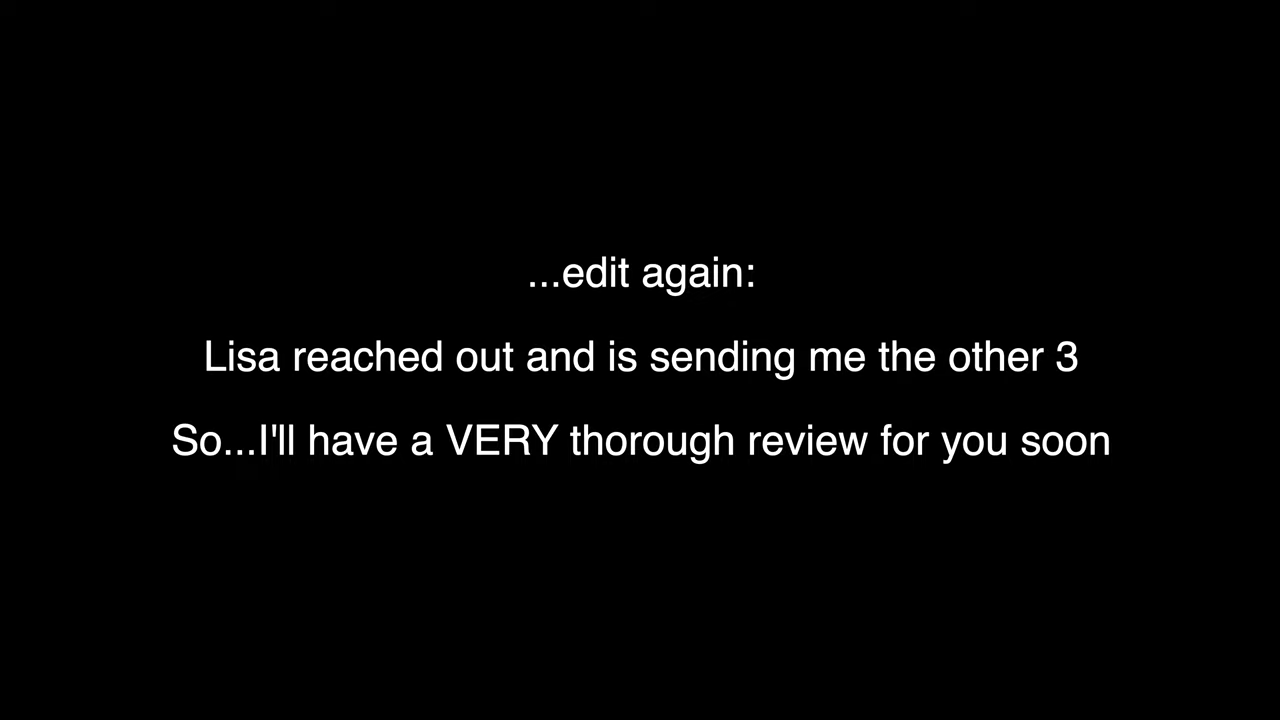 ...edit again:
Lisa reached out and is sending me the other 3
So...I'll have a VERY thorough review for you soon